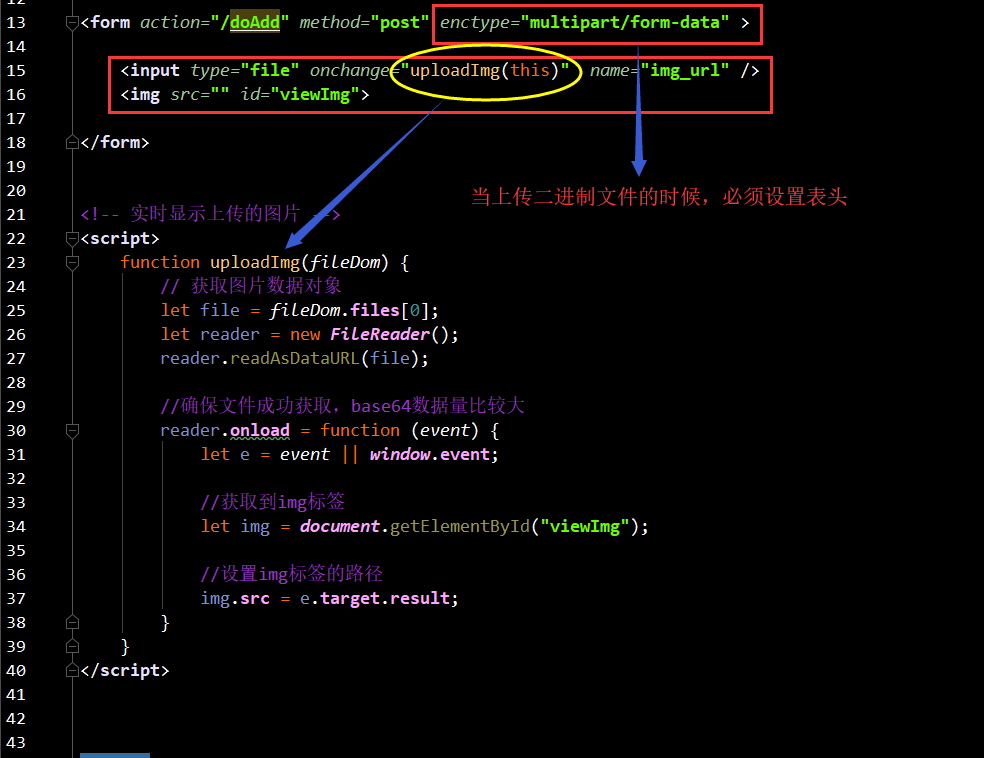 12
13 <form action="/doAdd" method="post" enctype="multipart/form-data" >
14
15 <input type="file" onchange="uploadImg(this)" name="img_url" />
16 <img src="" id="viewImg">
17
18 </form>
19
当上传二进制文件的时候，必须设置表头
20
21 <!-- 实时显示上传的图片 -->
22 <script>
23 function uploadImg(fileDom) {
24 // 获取图片数据对象
25 let file = fileDom.files[0];
26 let reader = new FileReader();
27 reader.readAsDataURL(file);
28
29 //确保文件成功获取，base64数据量比较大
30 reader.onload = function (event) {
31 let e = event || window.event;
32
33 //获取到img标签
34 let img = document.getElementById("viewImg");
35
36 //设置img标签的路径
37 img.src = e.target.result;
38 }
39 }
40 </script>
41
42
43